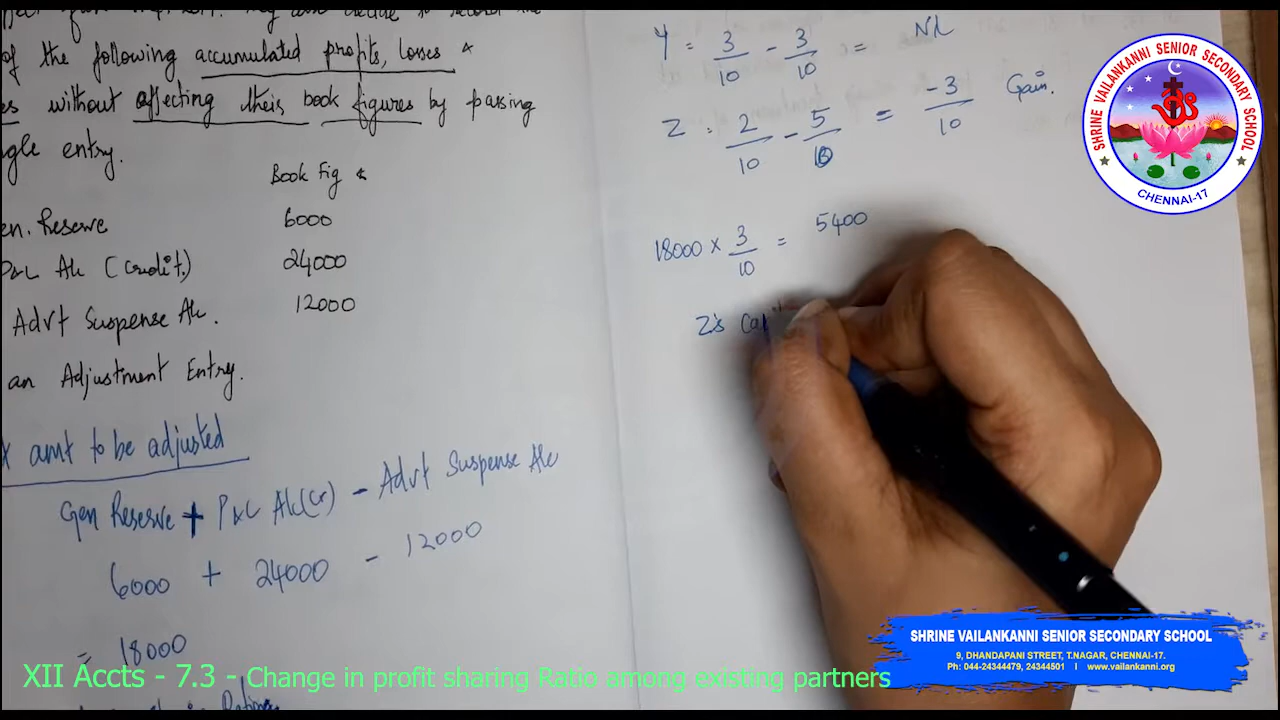 of the following accumulated profits, losses &
without affecting their book figures by passing
entry.
Book Fig
Reserve 6000
P&L A/c (Credit) 24000
Advt Suspense A/c. 12000
an Adjustment Entry.
amt to be adjusted
Gen Reserve + P&L A/c (Cr) - Advt Suspense A/c
6000 + 24000 - 12000
= 18000
Y = 3/10 - 3/10 = Nil
Z = 2/10 - 5/10 = -3/10 Gain.
18000 × 3/10 = 5400
Z's
SHRINE VAILANKANNI SENIOR SECONDARY SCHOOL
CHENNAI-17
SHRINE VAILANKANNI SENIOR SECONDARY SCHOOL
9, DHANDAPANI STREET, T.NAGAR, CHENNAI-17.
Ph: 044-24344479, 24344501 I www.vailankanni.org
XII Accts - 7.3 - Change in profit sharing Ratio among existing partners